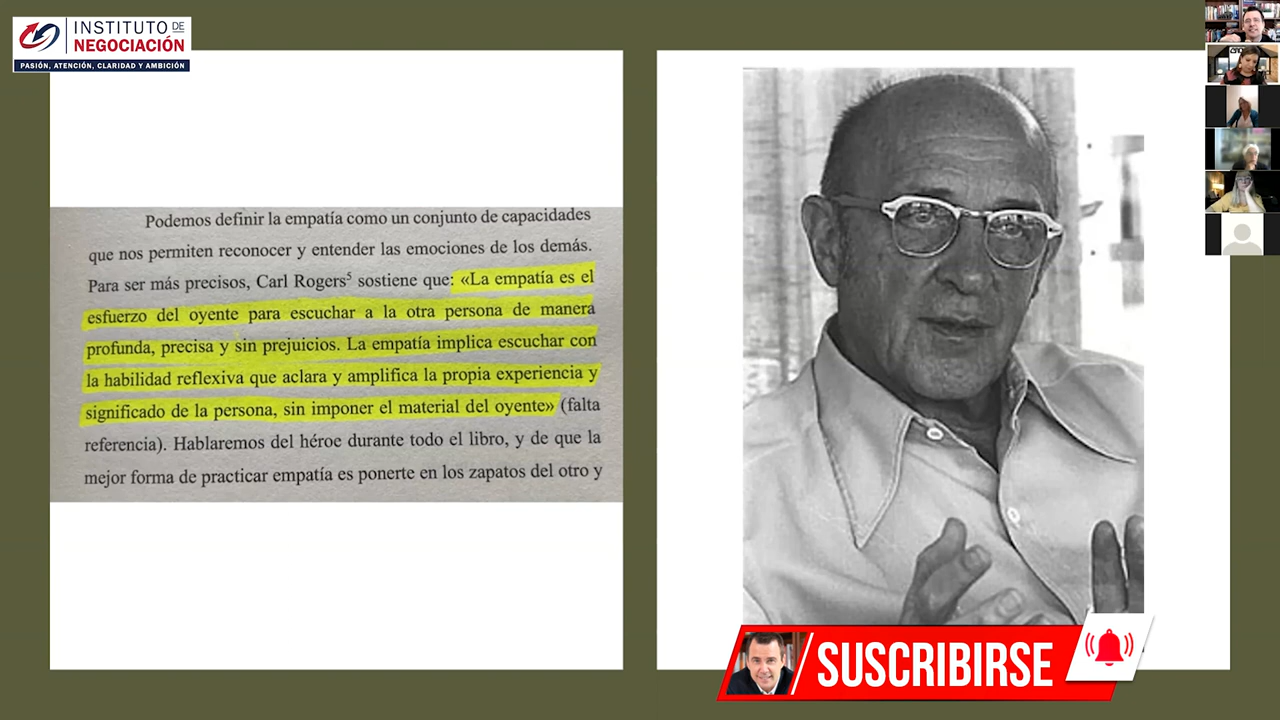 INSTITUTO DE
NEGOCIACIÓN
PASIÓN, ATENCIÓN, CLARIDAD Y AMBICIÓN
Podemos definir la empatía como un conjunto de capacidades
que nos permiten reconocer y entender las emociones de los demás.
Para ser más precisos, Carl Rogers⁵ sostiene que: «La empatía es el
esfuerzo del oyente para escuchar a la otra persona de manera
profunda, precisa y sin prejuicios. La empatía implica escuchar con
la habilidad reflexiva que aclara y amplifica la propia experiencia y
significado de la persona, sin imponer el material del oyente» (falta
referencia). Hablaremos del héroe durante todo el libro, y de que la
mejor forma de practicar empatía es ponerte en los zapatos del otro y
SUSCRIBIRSE